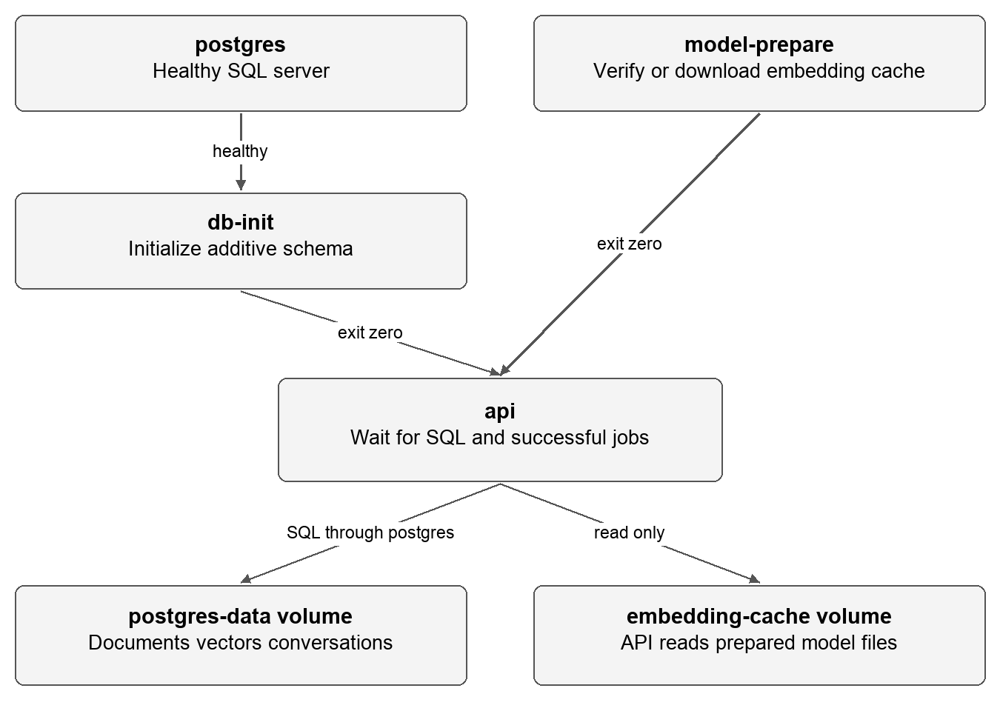 postgres
Healthy SQL server
model-prepare
Verify or download embedding cache
healthy
db-init
Initialize additive schema
exit zero
exit zero
api
Wait for SQL and successful jobs
SQL through postgres
read only
postgres-data volume
Documents vectors conversations
embedding-cache volume
API reads prepared model files